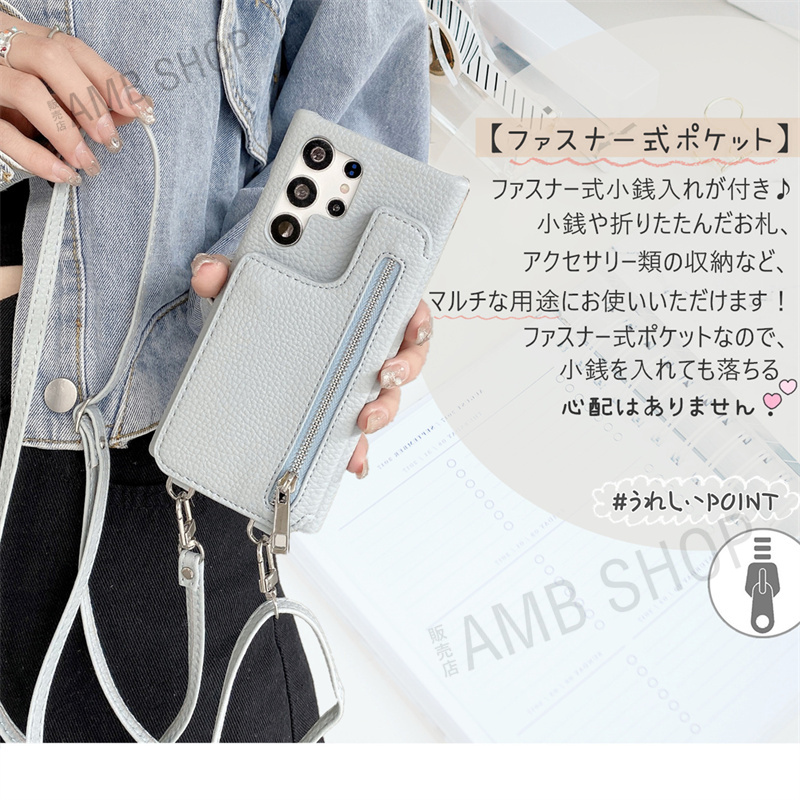 販売店 AMB SHOP
【ファスナー式ポケット】
ファスナー式小銭入れが付き♪
小銭や折りたたんだお札、
アクセサリー類の収納など、
マルチな用途にお使いいただけます！
ファスナー式ポケットなので、
小銭を入れても落ちる
心配はありません！
#うれしいPOINT
販売店 AMB SHOP